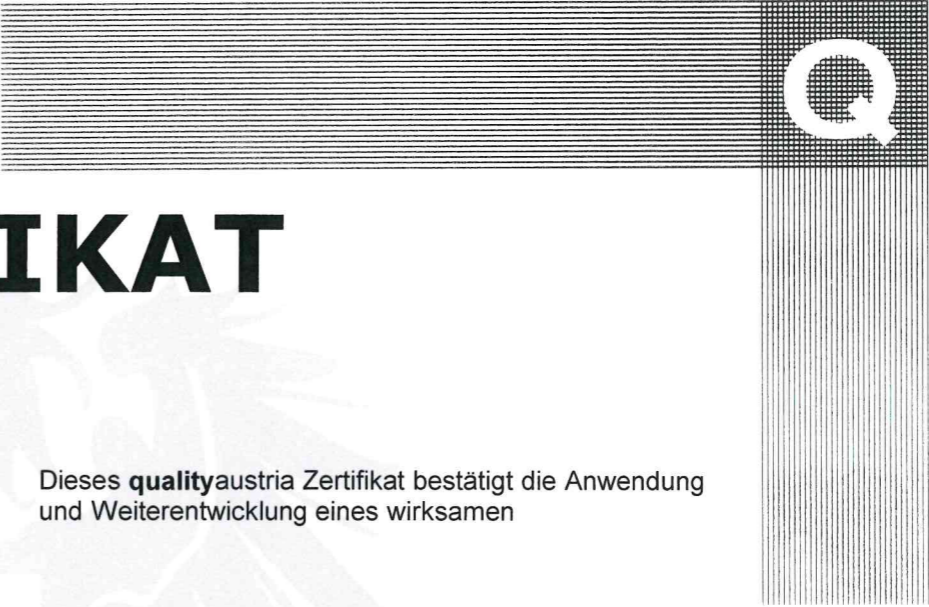 Q
IKAT
Dieses qualityaustria Zertifikat bestätigt die Anwendung
und Weiterentwicklung eines wirksamen